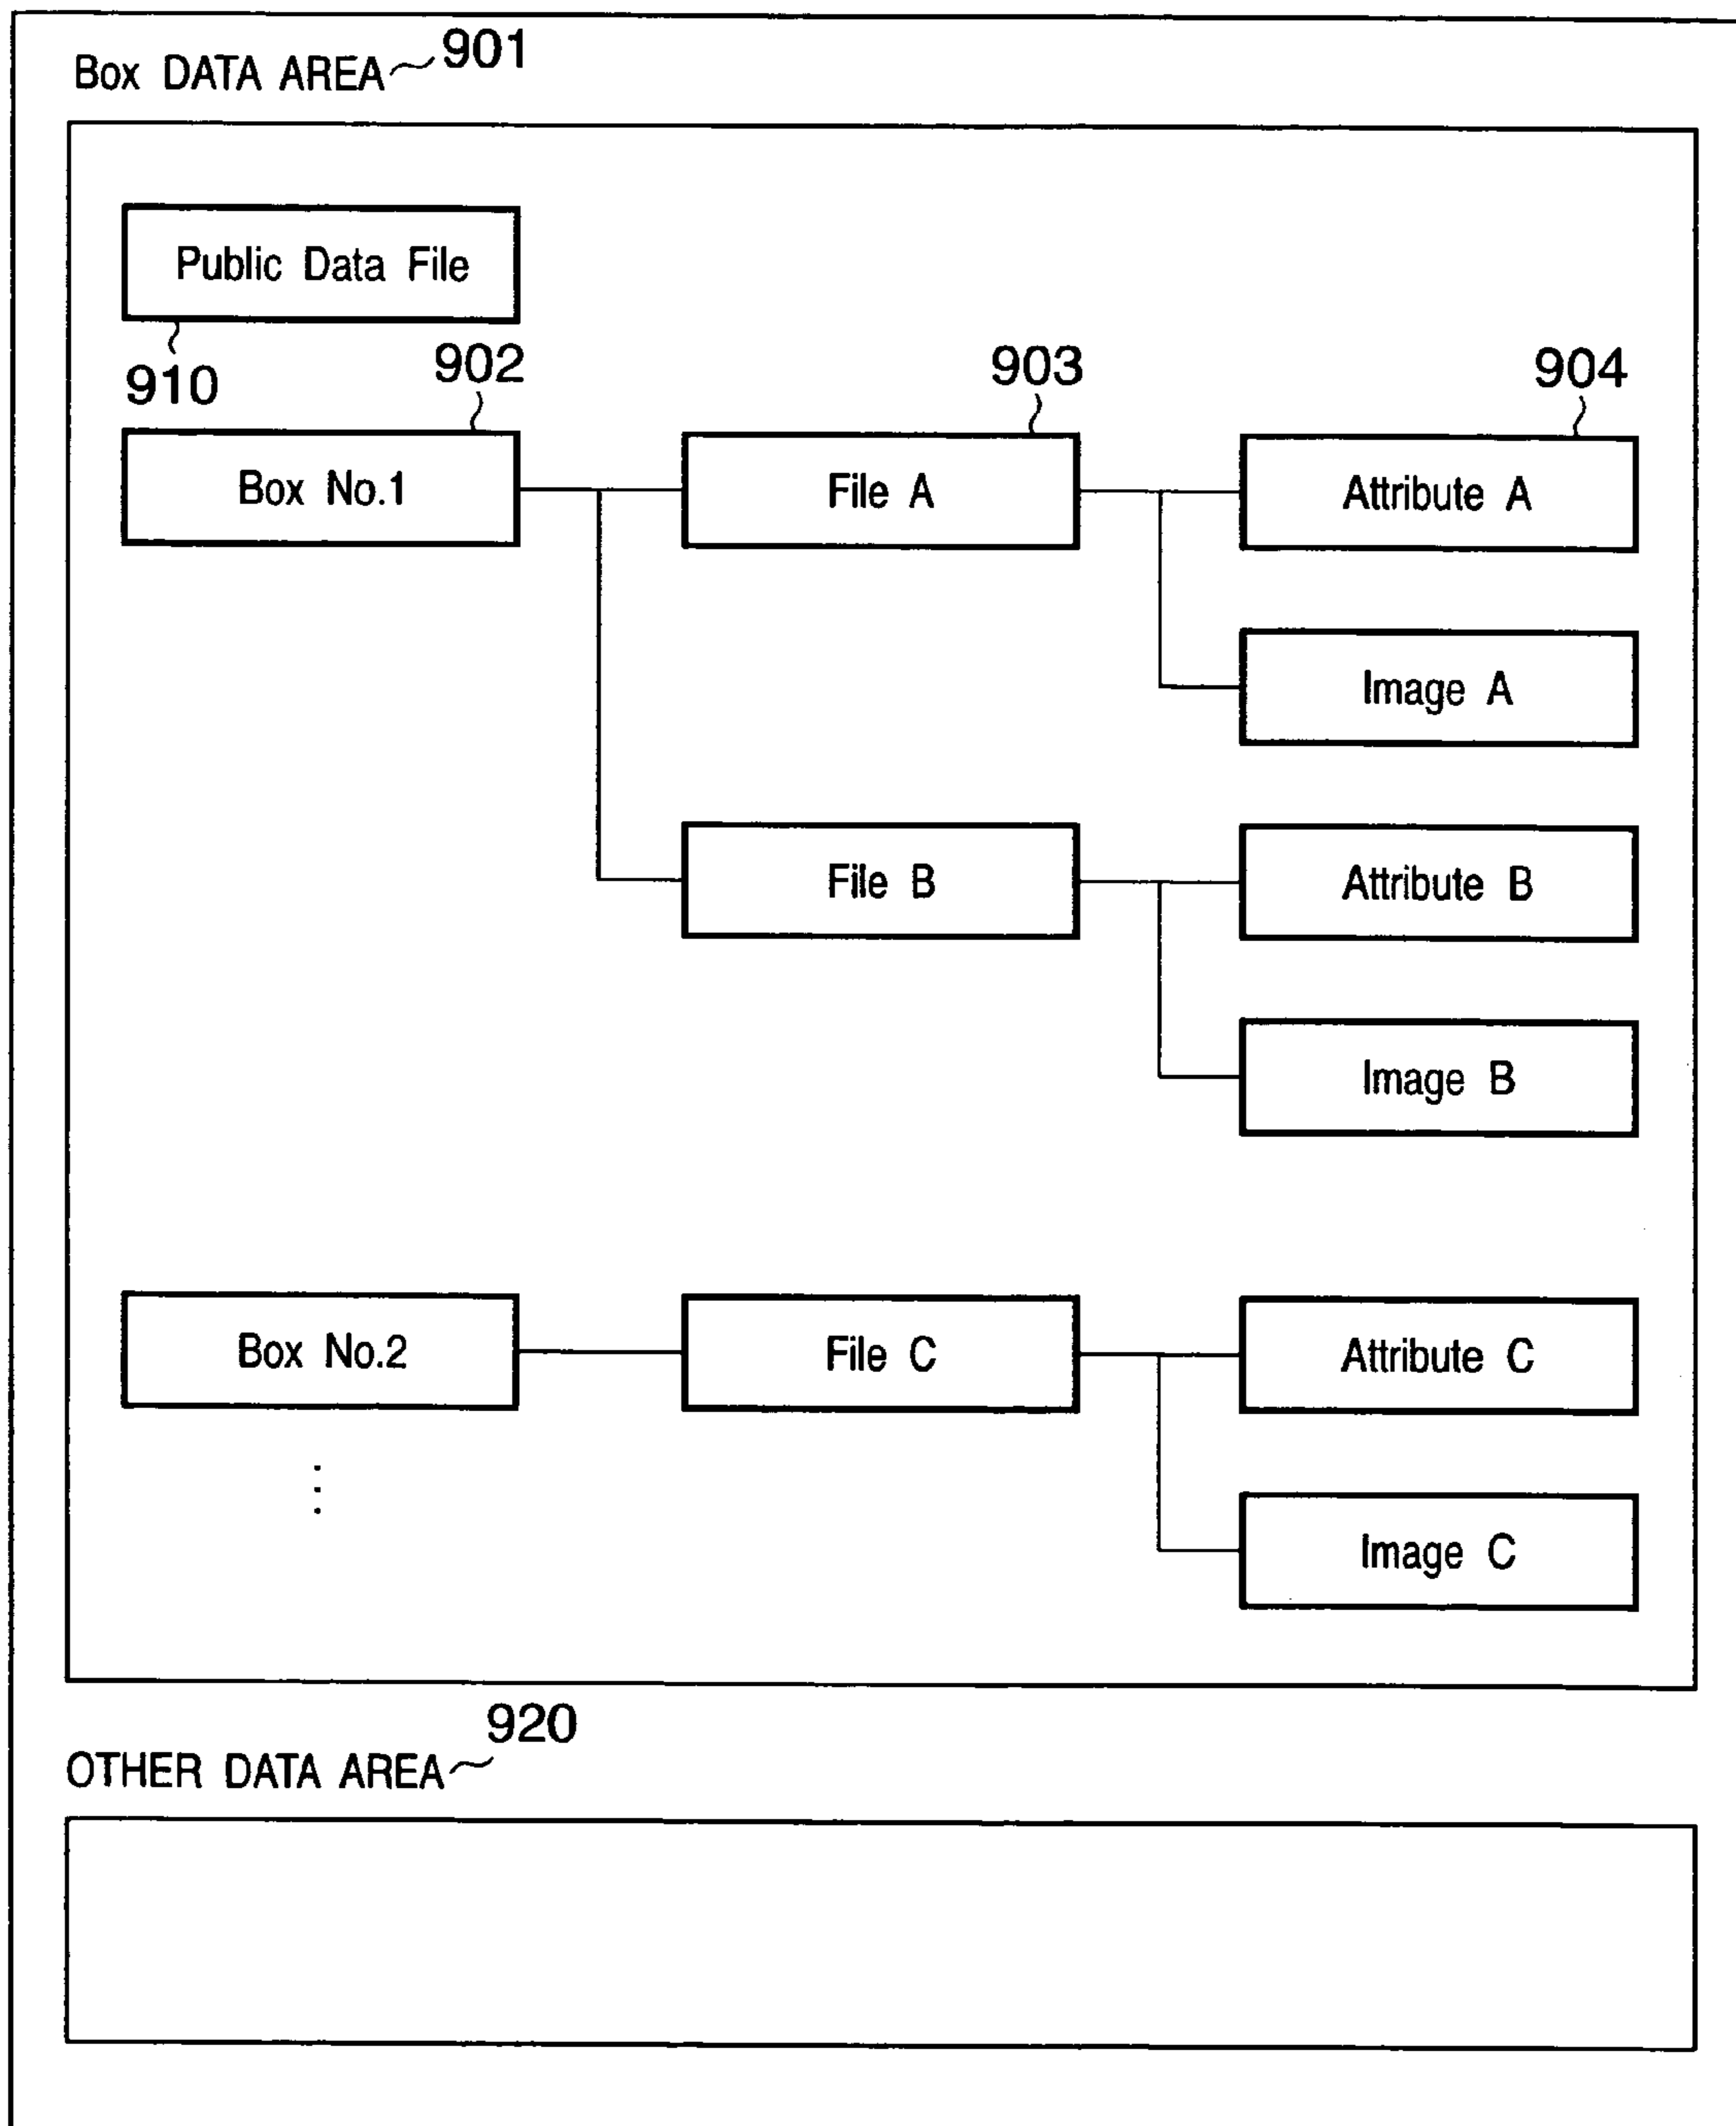 Box DATA AREA 901
Public Data File
910
902
903
904
Box No.1
File A
Attribute A
Image A
File B
Attribute B
Image B
Box No.2
File C
Attribute C
Image C
OTHER DATA AREA 920